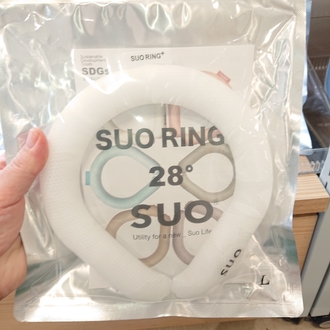 SDGs
SUO RING+
SUO RING
28°
SUO
Utility for a new _ Suo Life
SUO
L